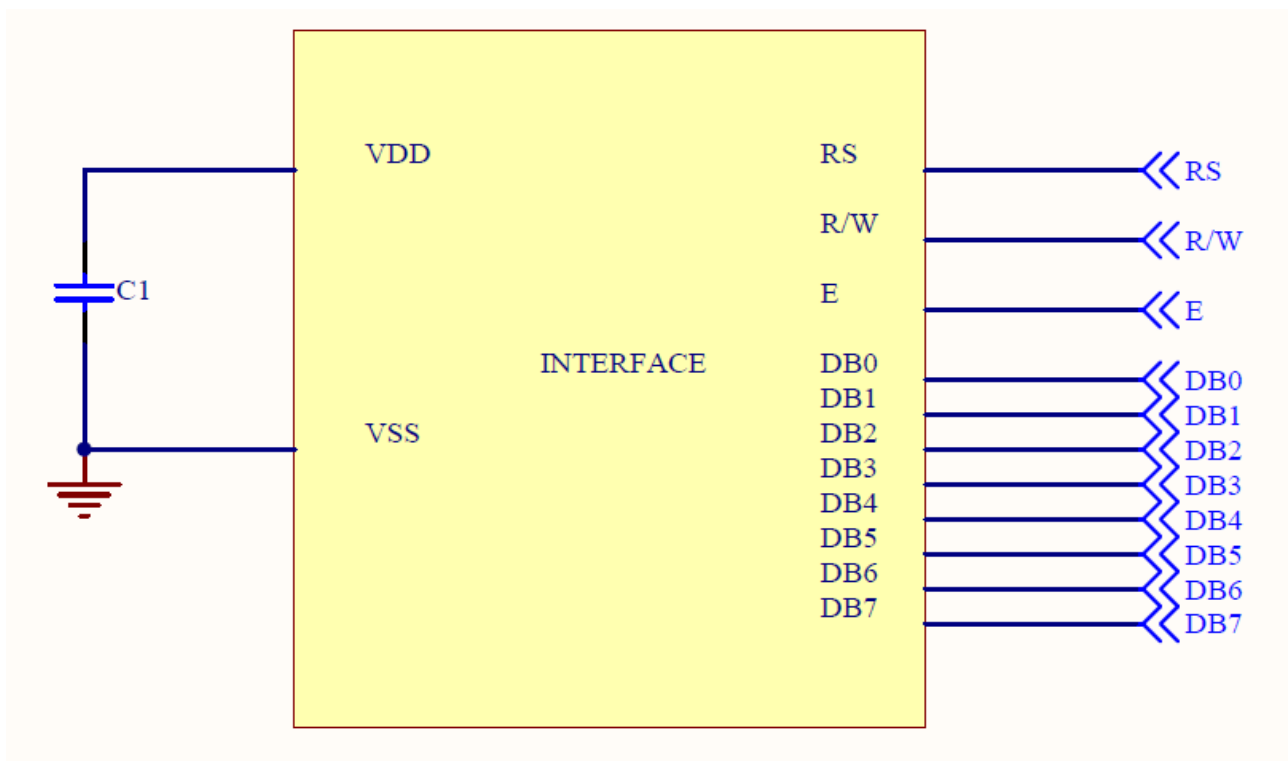 VDD RS RS
R/W R/W
E E
C1
INTERFACE DB0 DB0
DB1 DB1
VSS DB2 DB2
DB3 DB3
DB4 DB4
DB5 DB5
DB6 DB6
DB7 DB7